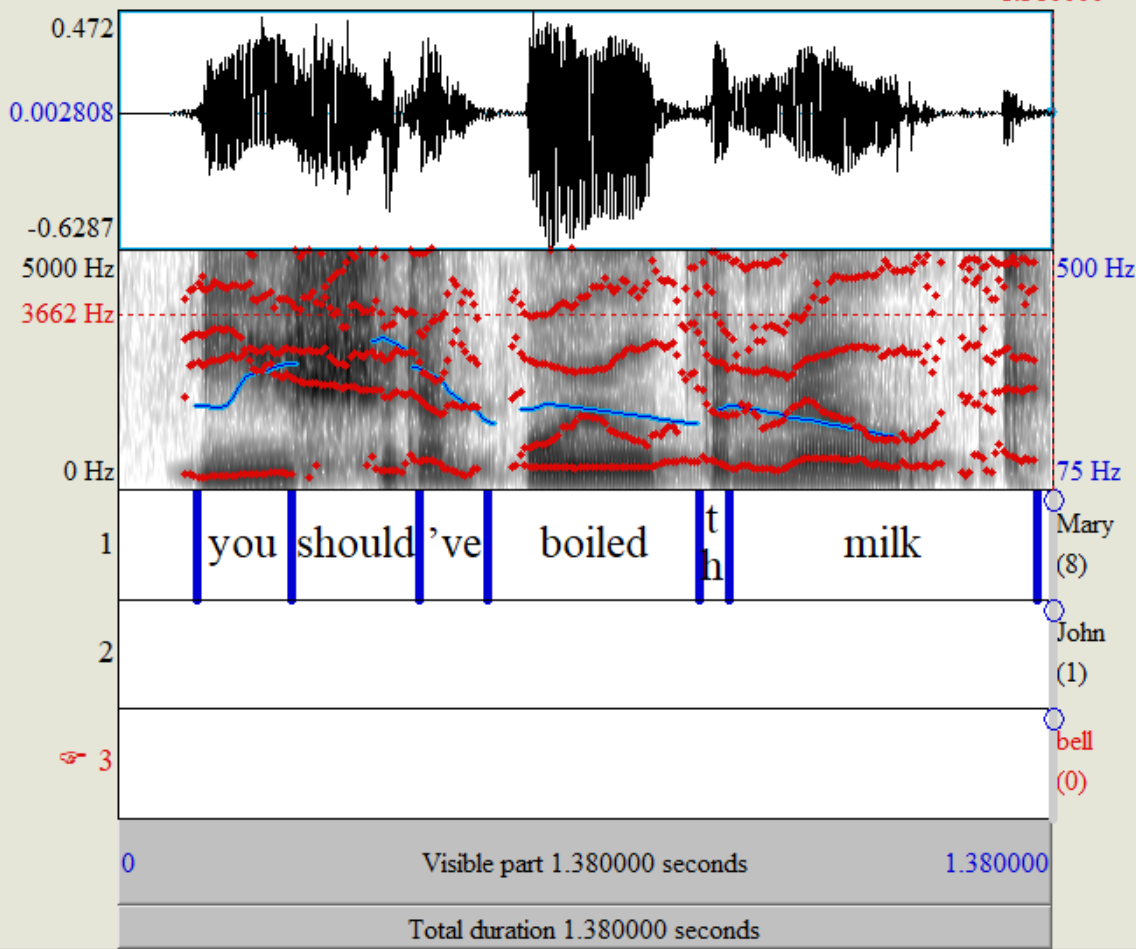 0.472
0.002808
-0.6287
5000 Hz
3662 Hz
0 Hz
500 Hz
75 Hz
1 you should 've boiled th milk Mary (8)
2 John (1)
3 bell (0)
0 Visible part 1.380000 seconds 1.380000
Total duration 1.380000 seconds